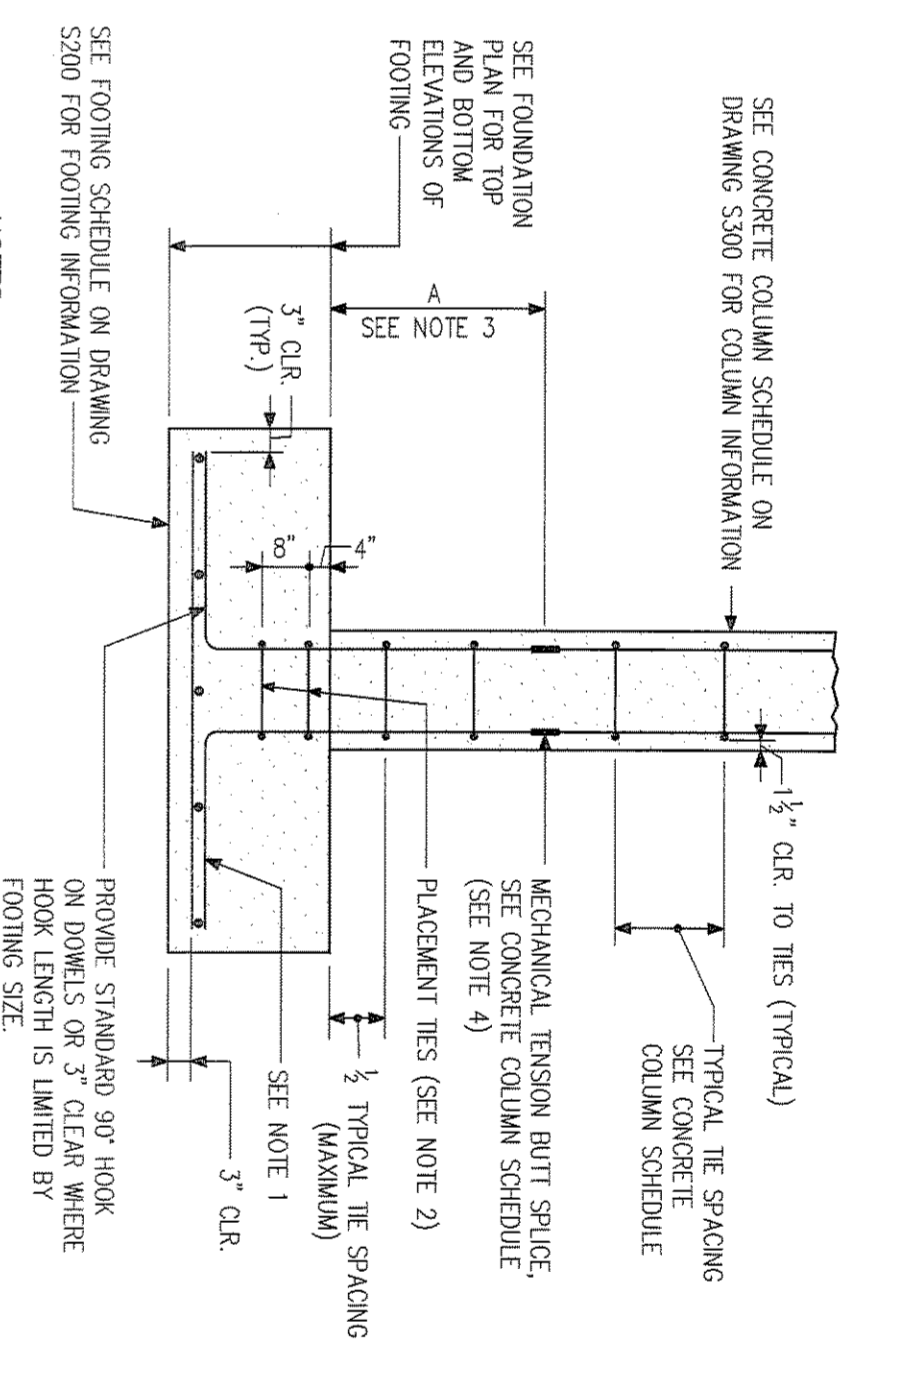 SEE CONCRETE COLUMN SCHEDULE ON
DRAWING S300 FOR COLUMN INFORMATION
1½" CLR. TO TIES (TYPICAL)
TYPICAL TIE SPACING
SEE CONCRETE
COLUMN SCHEDULE
SEE FOUNDATION
PLAN FOR TOP
AND BOTTOM
ELEVATIONS OF
FOOTING
A
SEE NOTE 3
MECHANICAL TENSION BUTT SPLICE,
SEE CONCRETE COLUMN SCHEDULE
(SEE NOTE 4)
PLACEMENT TIES (SEE NOTE 2)
3" CLR.
(TYP.)
4"
8"
½ TYPICAL TIE SPACING
(MAXIMUM)
SEE NOTE 1
3" CLR.
SEE FOOTING SCHEDULE ON DRAWING
S200 FOR FOOTING INFORMATION
PROVIDE STANDARD 90° HOOK
ON DOWELS OR 3" CLEAR WHERE
HOOK LENGTH IS LIMITED BY
FOOTING SIZE.